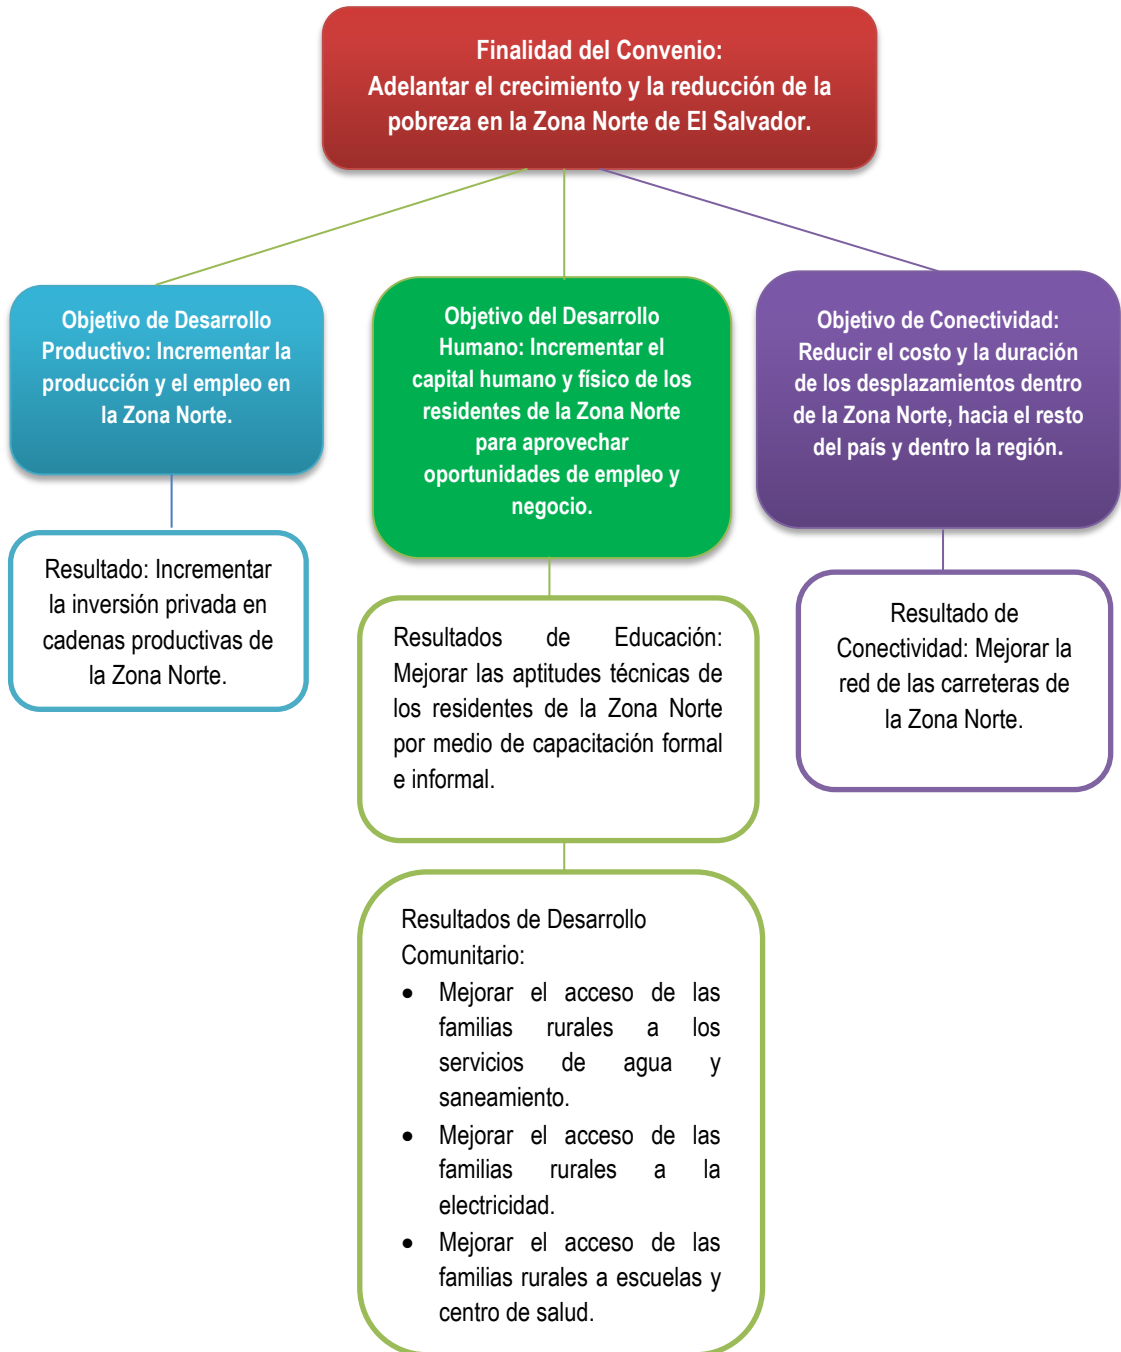 Finalidad del Convenio:
Adelantar el crecimiento y la reducción de la
pobreza en la Zona Norte de El Salvador.
Objetivo de Desarrollo
Productivo: Incrementar la
producción y el empleo en
la Zona Norte.
Objetivo del Desarrollo
Humano: Incrementar el
capital humano y físico de los
residentes de la Zona Norte
para aprovechar
oportunidades de empleo y
negocio.
Objetivo de Conectividad:
Reducir el costo y la duración
de los desplazamientos dentro
de la Zona Norte, hacia el resto
del país y dentro la región.
Resultado: Incrementar
la inversión privada en
cadenas productivas de
la Zona Norte.
Resultados de Educación:
Mejorar las aptitudes técnicas de
los residentes de la Zona Norte
por medio de capacitación formal
e informal.
Resultado de
Conectividad: Mejorar la
red de las carreteras de
la Zona Norte.
Resultados de Desarrollo
Comunitario:
• Mejorar el acceso de las
familias rurales a los
servicios de agua y
saneamiento.
• Mejorar el acceso de las
familias rurales a la
electricidad.
• Mejorar el acceso de las
familias rurales a escuelas y
centro de salud.